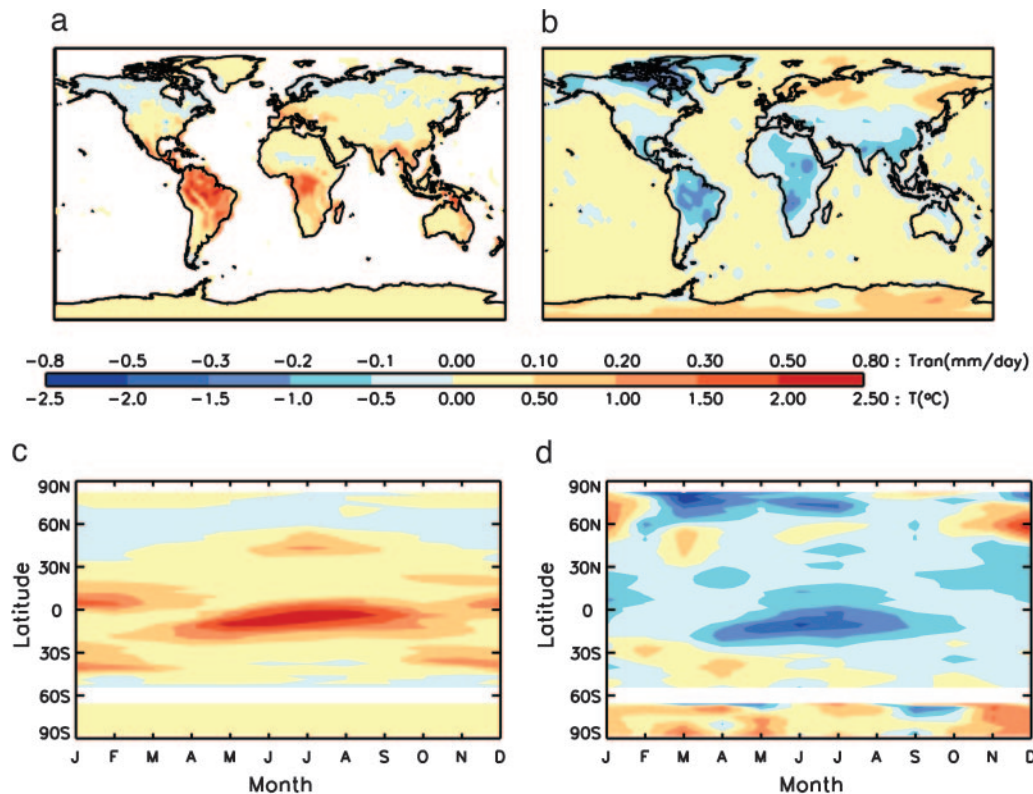 a
b
-0.8 -0.5 -0.3 -0.2 -0.1 0.00 0.10 0.20 0.30 0.50 0.80 : Tran(mm/day)
-2.5 -2.0 -1.5 -1.0 -0.5 0.00 0.50 1.00 1.50 2.00 2.50 : T(°C)
c
d
90N
60N
30N
0
30S
60S
90S
Latitude
J F M A M J J A S O N D
Month
90N
60N
30N
0
30S
60S
90S
Latitude
J F M A M J J A S O N D
Month